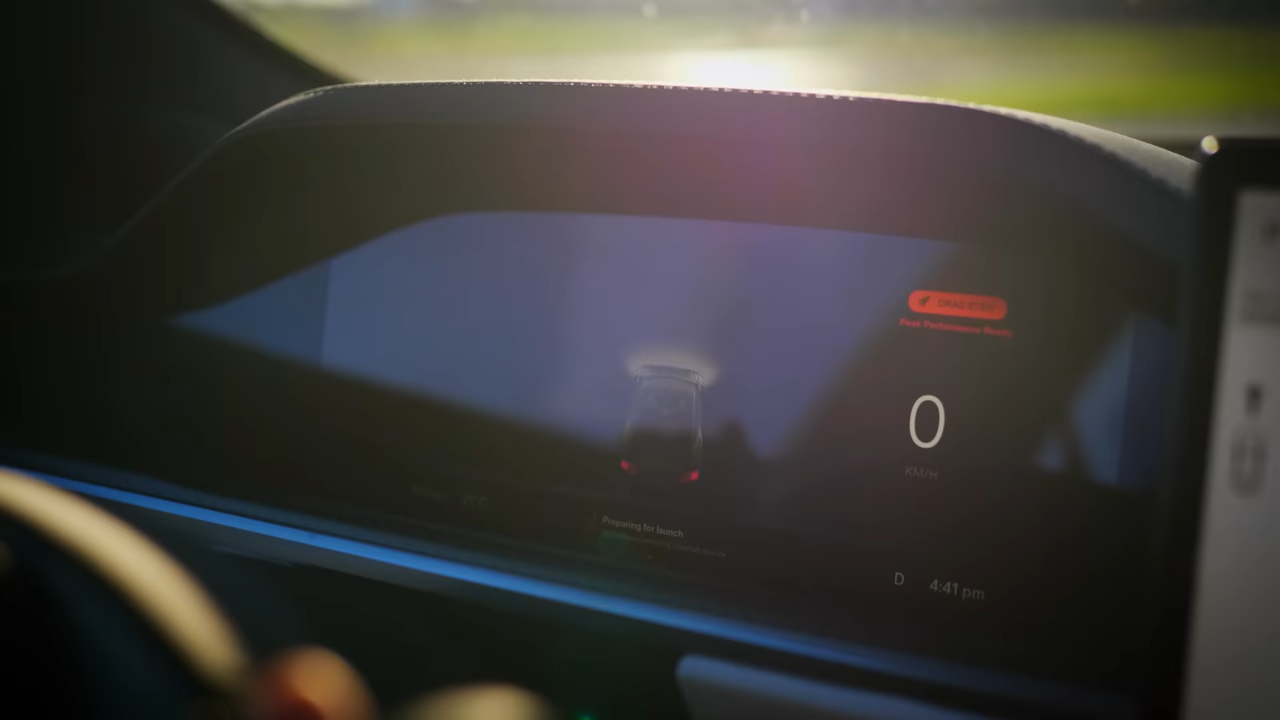 DRAG STRIP
Peak Performance Ready
0
KM/H
Preparing for launch
D 4:41 pm